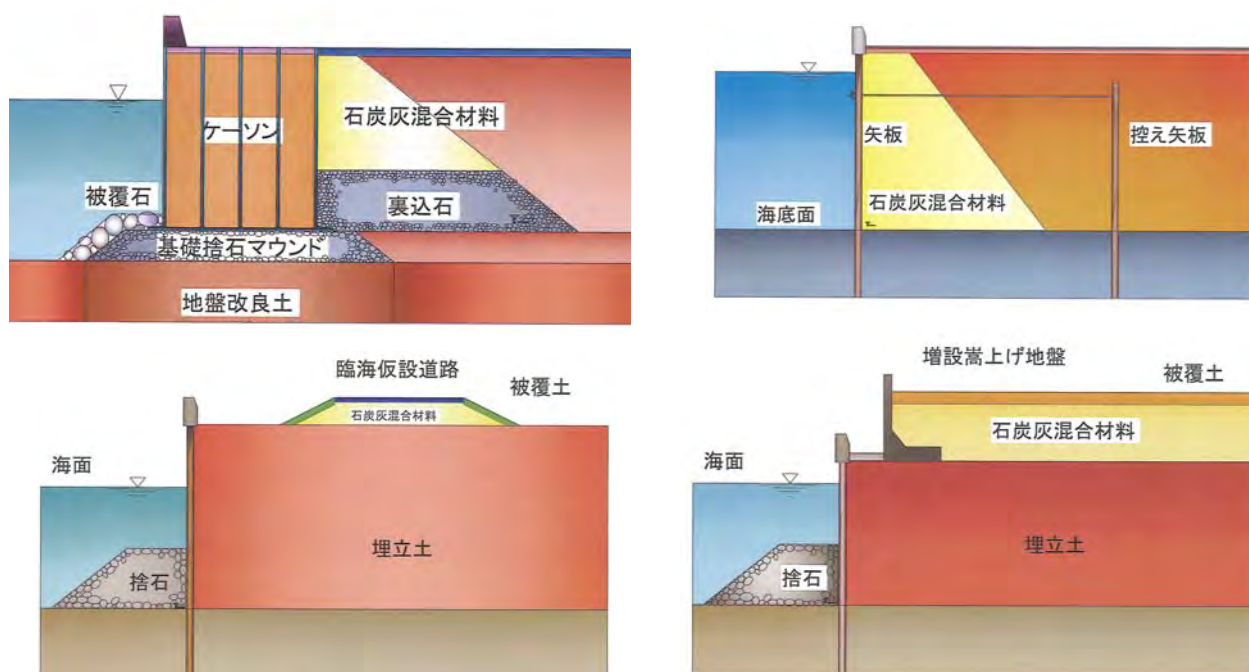 ケーソン
石炭灰混合材料
被覆石
裏込石
基礎捨石マウンド
地盤改良土
矢板
控え矢板
石炭灰混合材料
海底面
臨海仮設道路
被覆土
石炭灰混合材料
海面
埋立土
捨石
増設嵩上げ地盤
被覆土
石炭灰混合材料
海面
埋立土
捨石